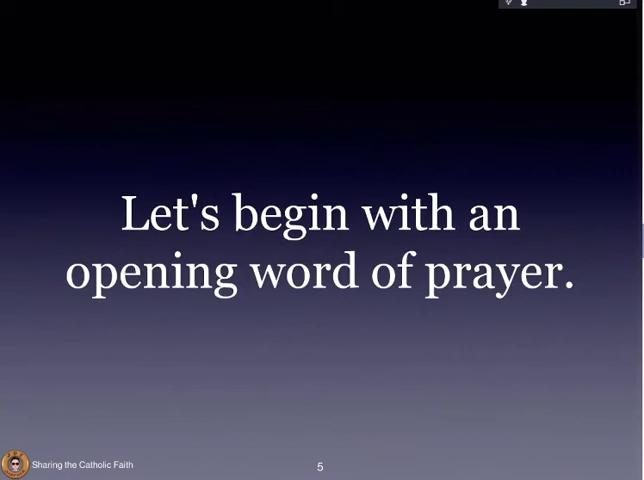 Let's begin with an
opening word of prayer.
Sharing the Catholic Faith
5